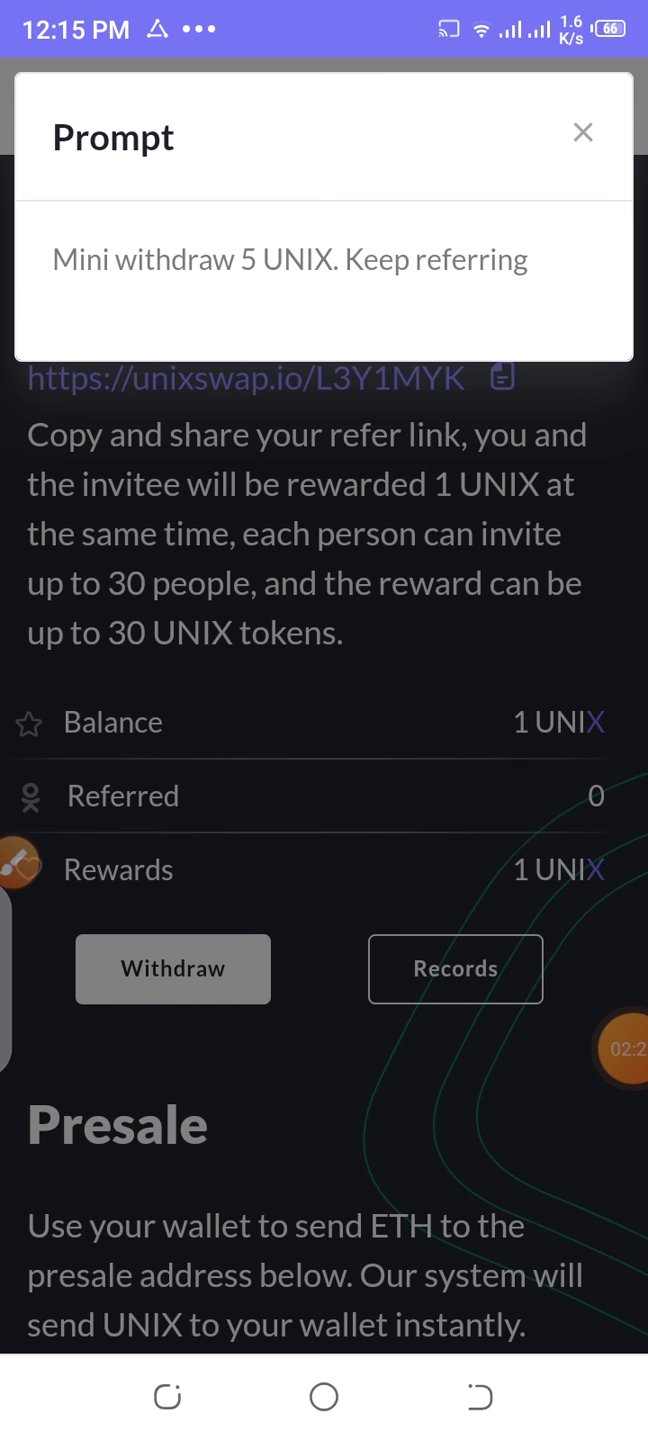 12:15 PM
1.6
K/s
66
Prompt
Mini withdraw 5 UNIX. Keep referring
https://unixswap.io/L3Y1MYK
Copy and share your refer link, you and
the invitee will be rewarded 1 UNIX at
the same time, each person can invite
up to 30 people, and the reward can be
up to 30 UNIX tokens.
Balance 1 UNIX
Referred 0
Rewards 1 UNIX
Withdraw Records
02:2
Presale
Use your wallet to send ETH to the
presale address below. Our system will
send UNIX to your wallet instantly.